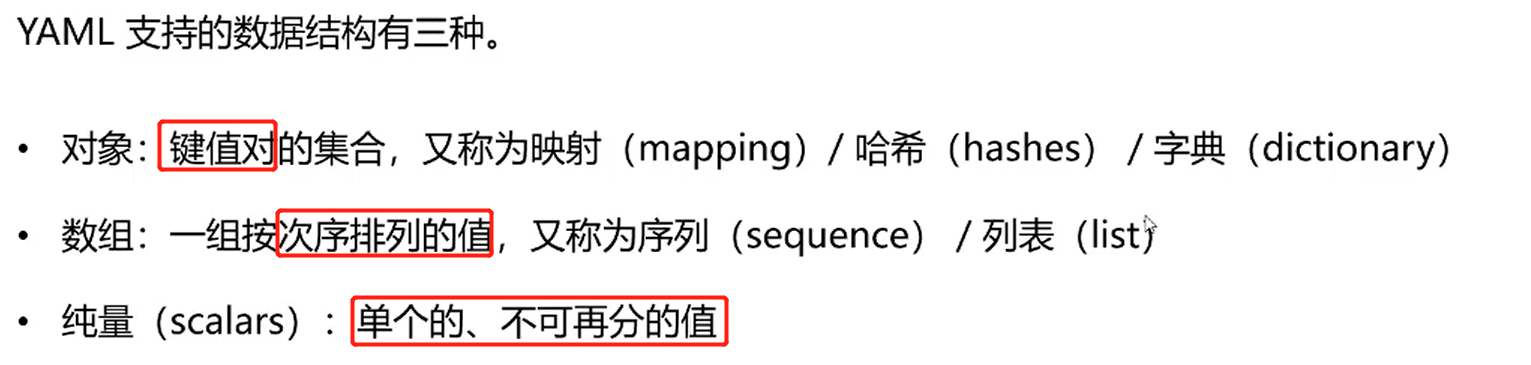 YAML 支持的数据结构有三种。
• 对象：键值对的集合，又称为映射（mapping）/ 哈希（hashes） / 字典（dictionary）
• 数组：一组按次序排列的值，又称为序列（sequence） / 列表（list）
• 纯量（scalars）：单个的、不可再分的值